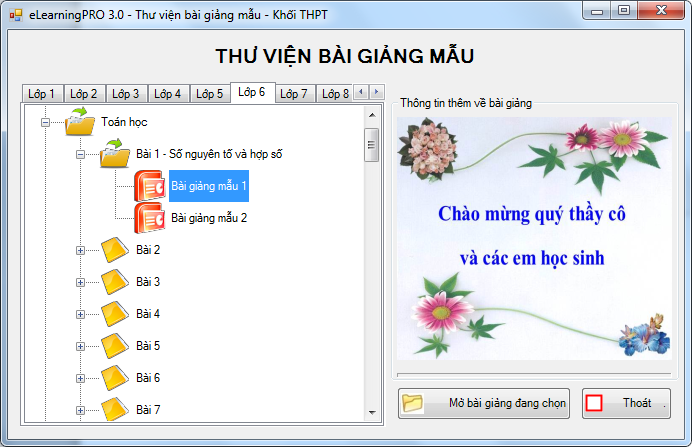 eLearningPRO 3.0 - Thư viện bài giảng mẫu - Khối THPT
THƯ VIỆN BÀI GIẢNG MẪU
Lớp 1 Lớp 2 Lớp 3 Lớp 4 Lớp 5 Lớp 6 Lớp 7 Lớp 8
Toán học
Bài 1 - Số nguyên tố và hợp số
Bài giảng mẫu 1
Bài giảng mẫu 2
Bài 2
Bài 3
Bài 4
Bài 5
Bài 6
Bài 7
Thông tin thêm về bài giảng
Chào mừng quý thầy cô
và các em học sinh
Mở bài giảng đang chọn
Thoát .